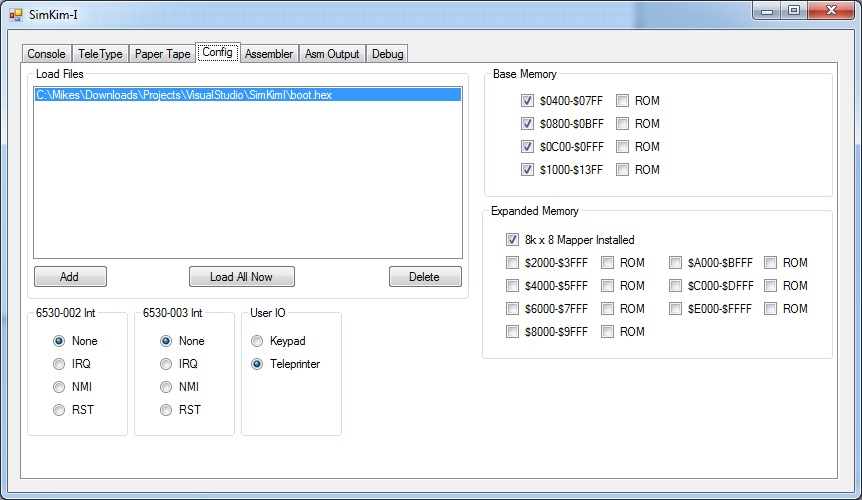 SimKim-I
Console TeleType Paper Tape Config Assembler Asm Output Debug
Load Files
C:\Mikes\Downloads\Projects\VisualStudio\SimKimI\boot.hex
Add Load All Now Delete
6530-002 Int
None
IRQ
NMI
RST
6530-003 Int
None
IRQ
NMI
RST
User IO
Keypad
Teleprinter
Base Memory
$0400-$07FF ROM
$0800-$0BFF ROM
$0C00-$0FFF ROM
$1000-$13FF ROM
Expanded Memory
8k x 8 Mapper Installed
$2000-$3FFF ROM $A000-$BFFF ROM
$4000-$5FFF ROM $C000-$DFFF ROM
$6000-$7FFF ROM $E000-$FFFF ROM
$8000-$9FFF ROM